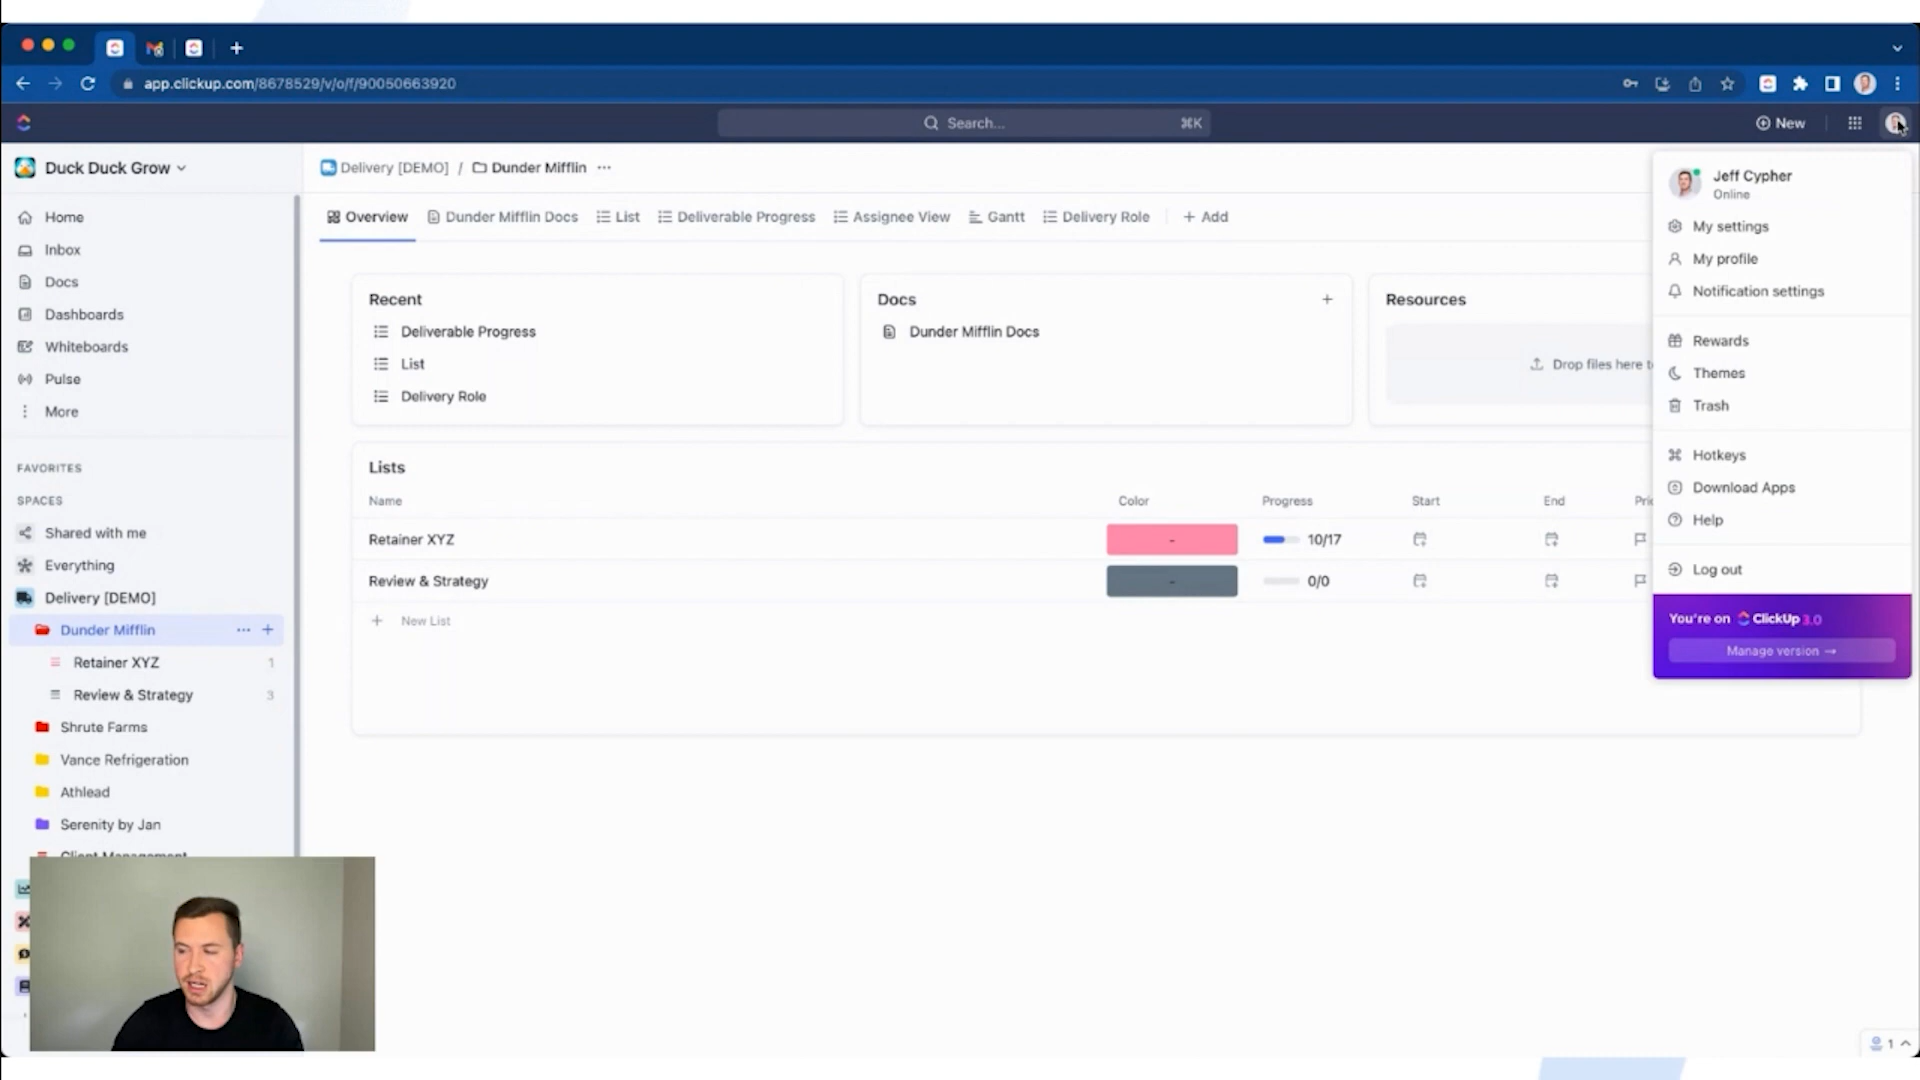 app.clickup.com/8678529/v/o/f/90050663920
Search...
⌘K
New
Duck Duck Grow
Home
Inbox
Docs
Dashboards
Whiteboards
Pulse
More
FAVORITES
SPACES
Shared with me
Everything
Delivery [DEMO]
Dunder Mifflin
Retainer XYZ 1
Review & Strategy 3
Shrute Farms
Vance Refrigeration
Athlead
Serenity by Jan
Client Management
Delivery [DEMO] / Dunder Mifflin
Overview Dunder Mifflin Docs List Deliverable Progress Assignee View Gantt Delivery Role + Add
Recent
Deliverable Progress
List
Delivery Role
Docs
Dunder Mifflin Docs
Resources
Drop files here
Lists
Name Color Progress Start End
Retainer XYZ - 10/17
Review & Strategy - 0/0
+ New List
Jeff Cypher
Online
My settings
My profile
Notification settings
Rewards
Themes
Trash
Hotkeys
Download Apps
Help
Log out
You're on ClickUp 3.0
Manage version →
1